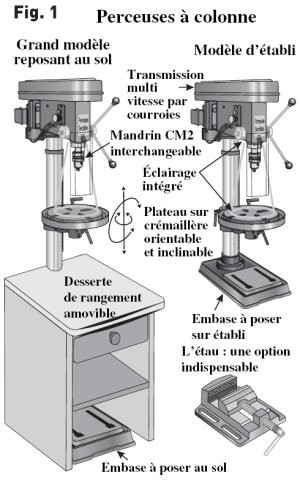 Fig. 1
Perceuses à colonne
Grand modèle
reposant au sol
Modèle d'établi
Transmission
multi
vitesse par
courroies
Mandrin CM2
interchangeable
Éclairage
intégré
Plateau sur
crémaillère
orientable
et inclinable
Desserte
de rangement
amovible
Embase à poser
sur établi
L'étau : une option
indispensable
Embase à poser au sol